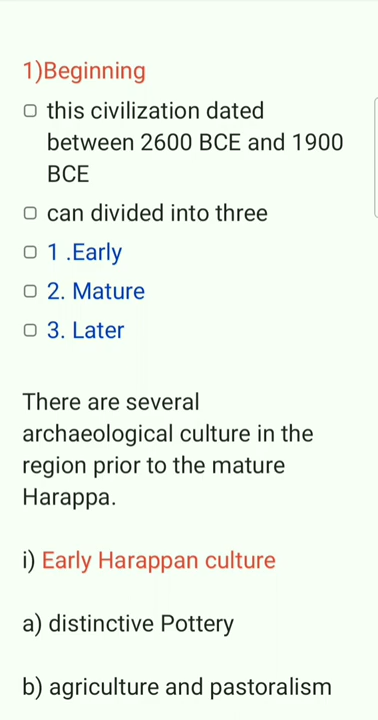 1)Beginning
this civilization dated
between 2600 BCE and 1900
BCE
can divided into three
1 .Early
2. Mature
3. Later
There are several
archaeological culture in the
region prior to the mature
Harappa.
i) Early Harappan culture
a) distinctive Pottery
b) agriculture and pastoralism